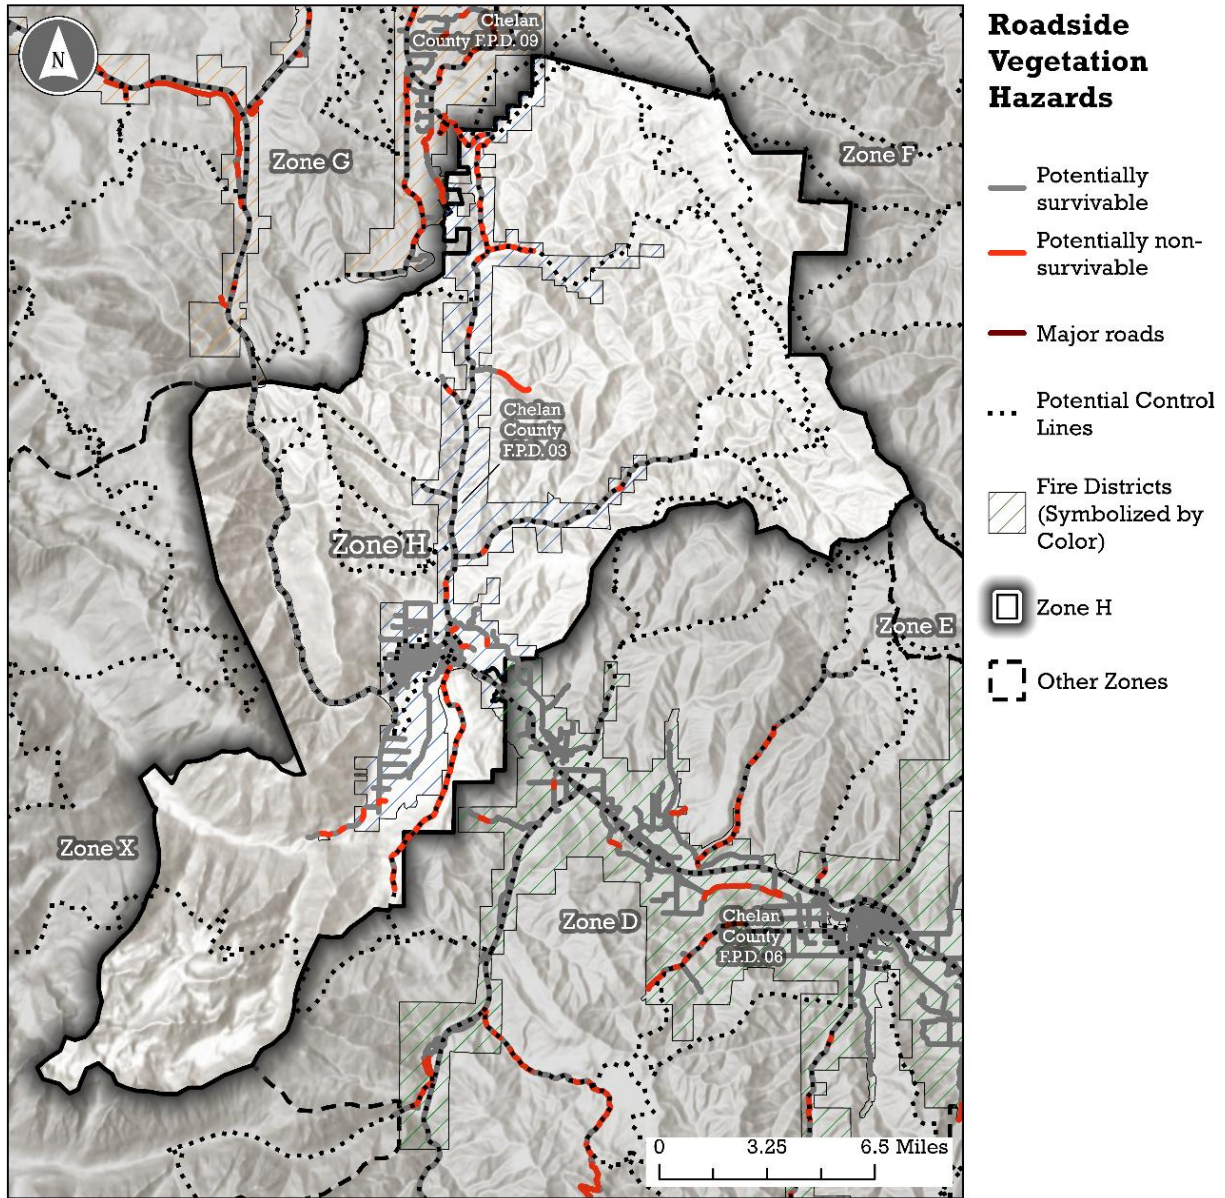 N
Chelan
County F.P.D. 09
Zone G
Zone F
Chelan
County
F.P.D. 03
Zone H
Zone E
Zone X
Zone D
Chelan
County
F.P.D. 06
0 3.25 6.5 Miles
Roadside
Vegetation
Hazards
Potentially
survivable
Potentially non-
survivable
Major roads
Potential Control
Lines
Fire Districts
(Symbolized by
Color)
Zone H
Other Zones